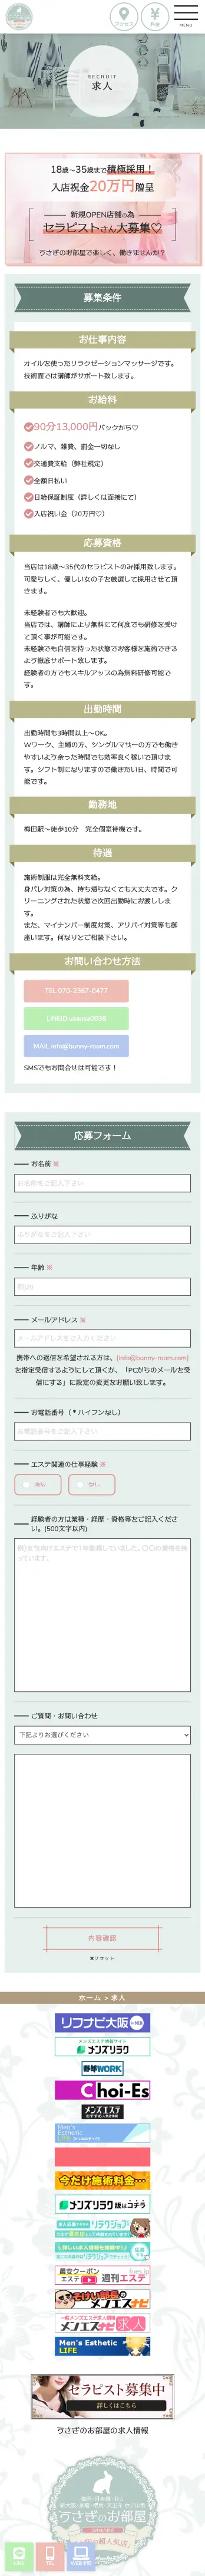 アクセス
料金
MENU
RECRUIT
求人
18歳〜35歳まで積極採用！
入店祝金20万円贈呈
新規OPEN店舗の為
セラピストさん大募集♡
うさぎのお部屋で楽しく、働きませんか？
募集条件
お仕事内容
オイルを使ったリラクゼーションマッサージです。
技術面では講師がサポート致します。
お給料
90分13,000円バックから♡
ノルマ、雑費、罰金一切なし
交通費支給（弊社規定）
全額日払い
日給保証制度（詳しくは面接にて）
入店祝い金（20万円♡）
応募資格
当店は18歳〜35代のセラピストのみ採用致します。
可愛らしく、優しい女の子を厳選して採用させて頂
きます。
未経験者でも大歓迎。
当店では、講師により無料にて何度でも研修を受け
て頂く事が可能です。
未経験でも自信を持った状態でお客様を施術できる
よう徹底サポート致します。
経験者の方でもスキルアップの為無料研修可能で
す。
出勤時間
出勤時間も3時間以上〜OK。
Wワーク、主婦の方、シングルマザーの方でも働き
やすいよう余った時間でも効率良く稼いで頂けま
す。シフト制になりますので働きたい日、時間で可
能です。
勤務地
梅田駅〜徒歩10分　完全個室待機です。
待遇
施術制服は完全無料支給。
身バレ対策の為、持ち帰りなくても大丈夫です。ク
リーニングされた状態で次回出勤時にお渡ししま
す。
また、マイナンバー制度対策、アリバイ対策等も御
座います。何なりとご相談下さい。
お問い合わせ方法
TEL 070-2367-0477
LINEID usausa0038
MAIL info@bunny-room.com
SMSでもお問合せは可能です！
応募フォーム
お名前 ※
お名前をご記入下さい
ふりがな
ふりがなをご記入下さい
年齢 ※
例)20
メールアドレス ※
メールアドレスをご入力ください
携帯への返信を希望される方は、[info@bunny-room.com]
を指定受信するようにして頂くか、「PCからのメールを受
信にする」に設定の変更をお願い致します。
お電話番号（＊ハイフンなし）
お電話番号をご記入下さい
エステ関連の仕事経験 ※
あり
なし
経験者の方は業種・経歴・資格等をご記入くださ
い。(500文字以内)
例)女性向けエステで1年勤務していました。〇〇の資格を持
っています。
ご質問・お問い合わせ
下記よりお選びください
内容確認
×リセット
ホーム > 求人
リフナビ大阪
メンズエステ情報サイト
メンズリラク
野郎WORK
Choi-Es
メンズエステ
Men's
Esthetic
LIFE
今だけ施術料金…
メンズリラク
リラクジョブ
激安クーポン
エステ
週刊エステ
メンエスナビ
一般メンズエステ求人情報
メンエスナビ求人
Men's Esthetic
LIFE
セラピスト募集中
詳しくはこちら
うさぎのお部屋の求人情報
うさぎのお部屋
LINE
TEL
WEB予約